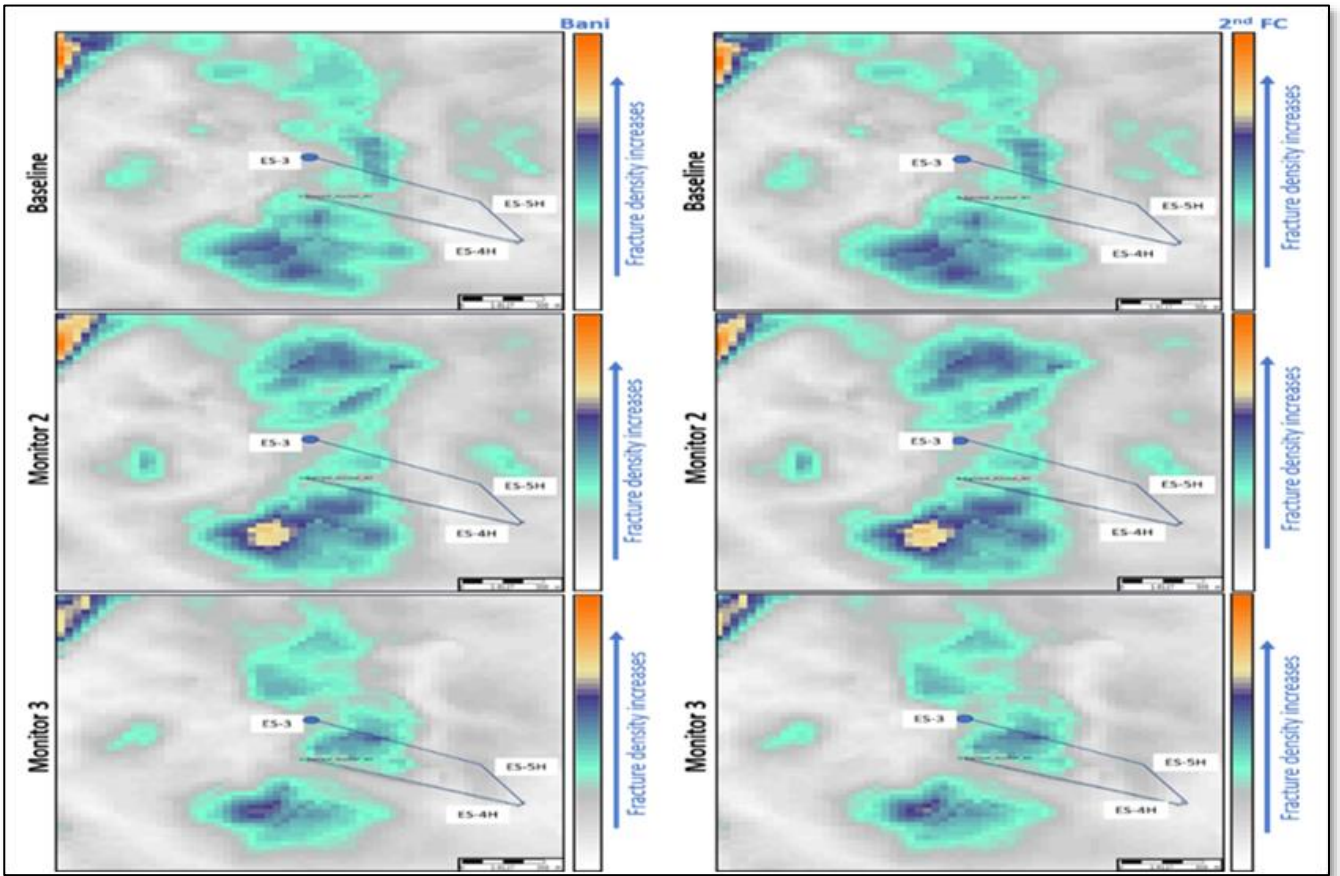 Bani
2nd FC
Baseline
ES-3
ES-5H
ES-4H
Fracture density increases
ES-3
ES-5H
ES-4H
Fracture density increases
Monitor 2
ES-3
ES-5H
ES-4H
Fracture density increases
ES-3
ES-5H
ES-4H
Fracture density increases
Monitor 3
ES-3
ES-5H
ES-4H
Fracture density increases
ES-3
ES-5H
ES-4H
Fracture density increases
Baseline
Monitor 2
Monitor 3